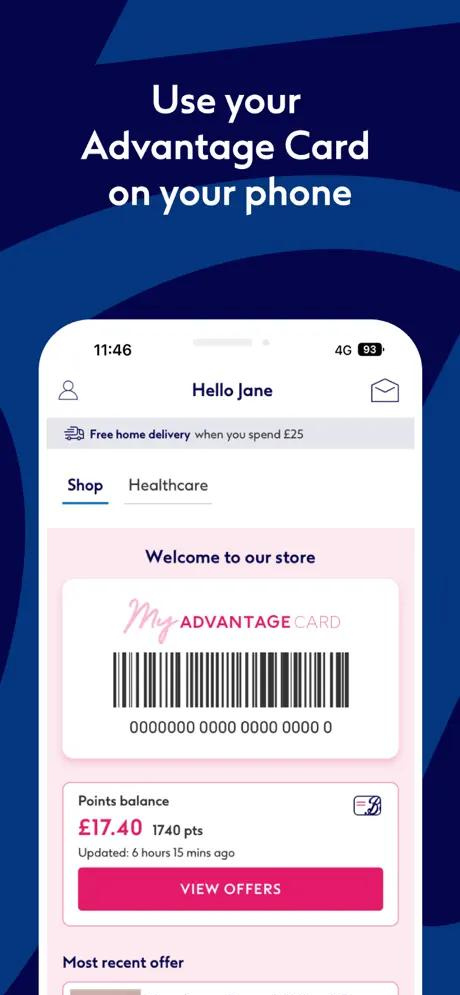 Use your
Advantage Card
on your phone
11:46
4G 93
Hello Jane
Free home delivery when you spend £25
Shop Healthcare
Welcome to our store
My ADVANTAGE CARD
0000000 0000 0000 0000 0
Points balance
£17.40 1740 pts
Updated: 6 hours 15 mins ago
VIEW OFFERS
Most recent offer